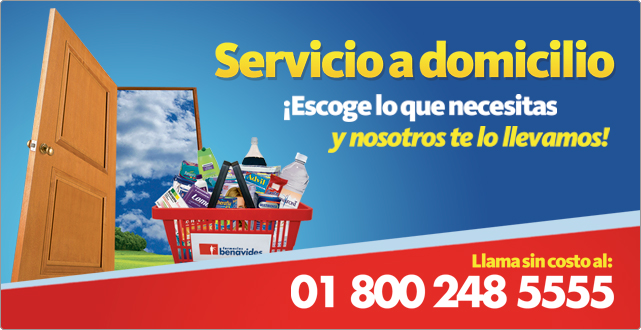 Servicio a domicilio
¡Escoge lo que necesitas
y nosotros te lo llevamos!
Advil
farmacias
benavides
Llama sin costo al:
01 800 248 5555